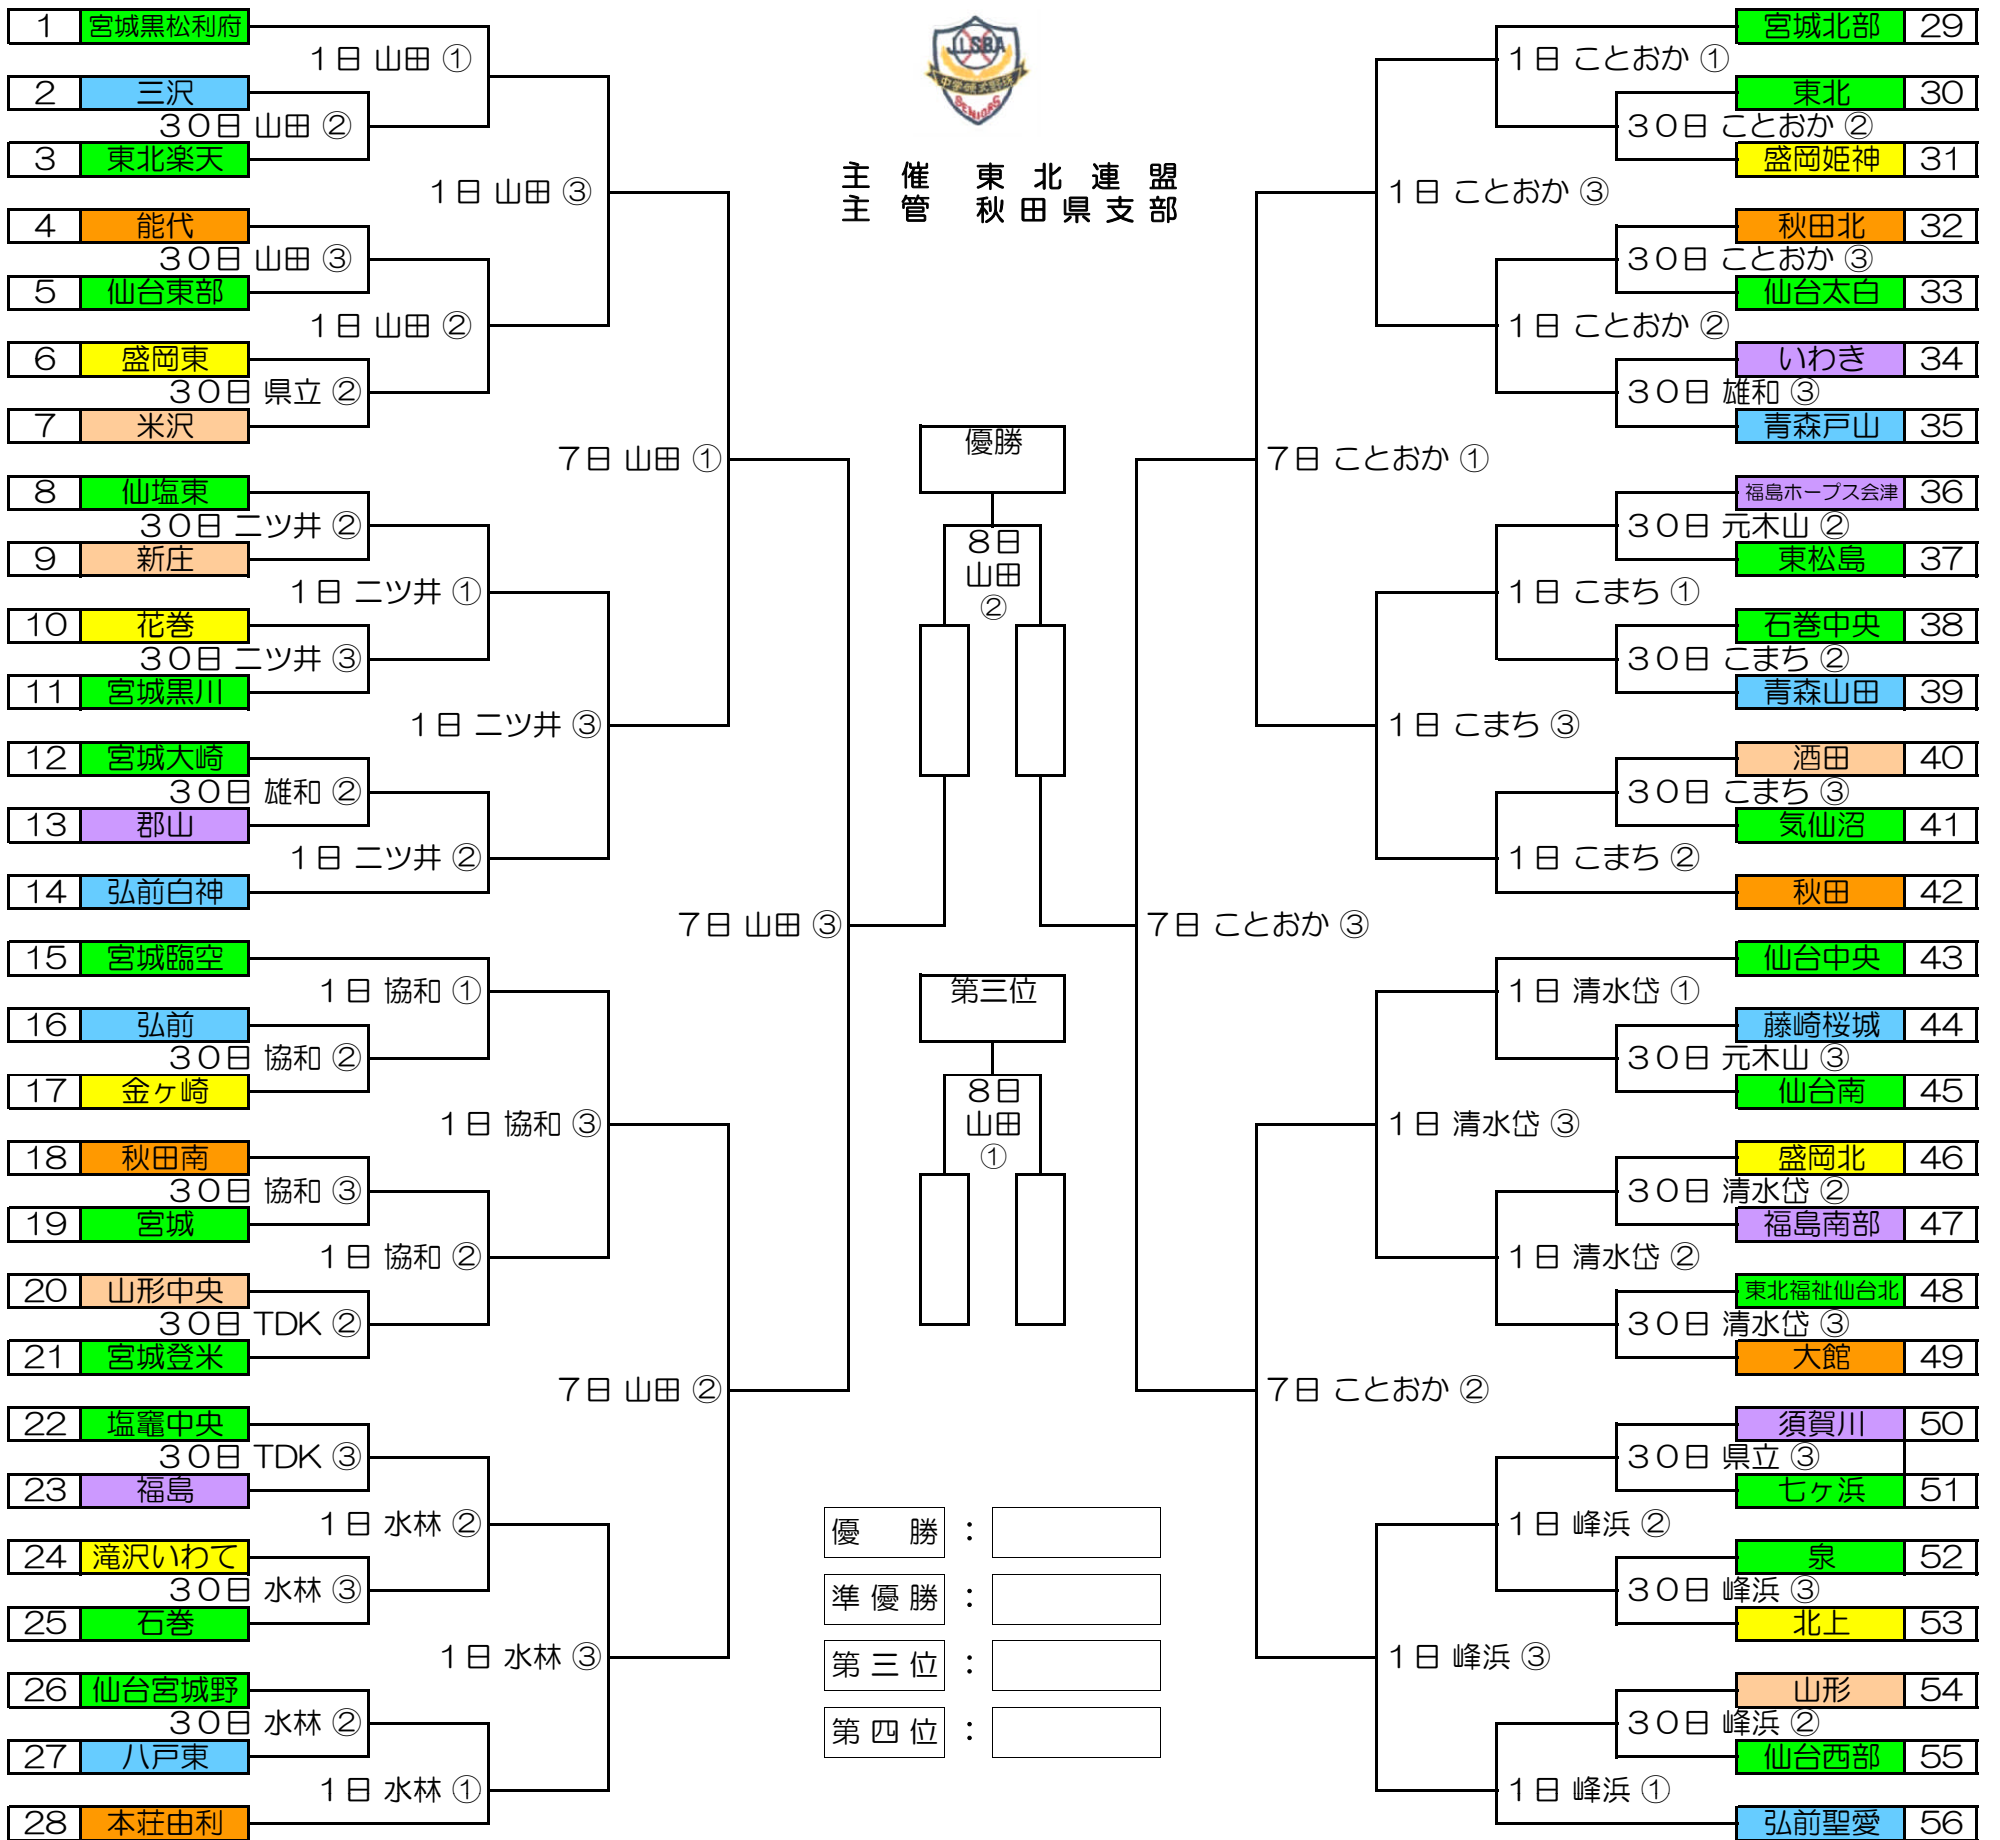 1 宮城黒松利府
1日 山田 ①
2 三沢
30日 山田 ②
3 東北楽天
1日 山田 ③
4 能代
30日 山田 ③
5 仙台東部
1日 山田 ②
6 盛岡東
30日 県立 ②
7 米沢
7日 山田 ①
8 仙塩東
30日 二ツ井 ②
9 新庄
1日 二ツ井 ①
10 花巻
30日 二ツ井 ③
11 宮城黒川
1日 二ツ井 ③
12 宮城大崎
30日 雄和 ②
13 郡山
1日 二ツ井 ②
14 弘前白神
7日 山田 ③
15 宮城臨空
1日 協和 ①
16 弘前
30日 協和 ②
17 金ヶ崎
1日 協和 ③
18 秋田南
30日 協和 ③
19 宮城
1日 協和 ②
20 山形中央
30日 TDK ②
21 宮城登米
7日 山田 ②
22 塩竈中央
30日 TDK ③
23 福島
1日 水林 ②
24 滝沢いわて
30日 水林 ③
25 石巻
1日 水林 ③
26 仙台宮城野
30日 水林 ②
27 八戸東
1日 水林 ①
28 本荘由利
JLSBA
中学硬式野球
SENIORS
主催 東北連盟
主管 秋田県支部
優勝
8日
山田
②
第三位
8日
山田
①
優勝 :
準優勝 :
第三位 :
第四位 :
宮城北部 29
1日 ことおか ①
東北 30
30日 ことおか ②
盛岡姫神 31
1日 ことおか ③
秋田北 32
30日 ことおか ③
仙台太白 33
1日 ことおか ②
いわき 34
30日 雄和 ③
青森戸山 35
7日 ことおか ①
福島ホープス会津 36
30日 元木山 ②
東松島 37
1日 こまち ①
石巻中央 38
30日 こまち ②
青森山田 39
1日 こまち ③
酒田 40
30日 こまち ③
気仙沼 41
1日 こまち ②
秋田 42
7日 ことおか ③
仙台中央 43
1日 清水岱 ①
藤崎桜城 44
30日 元木山 ③
仙台南 45
1日 清水岱 ③
盛岡北 46
30日 清水岱 ②
福島南部 47
1日 清水岱 ②
東北福祉仙台北 48
30日 清水岱 ③
大館 49
7日 ことおか ②
須賀川 50
30日 県立 ③
七ヶ浜 51
1日 峰浜 ②
泉 52
30日 峰浜 ③
北上 53
1日 峰浜 ③
山形 54
30日 峰浜 ②
仙台西部 55
1日 峰浜 ①
弘前聖愛 56